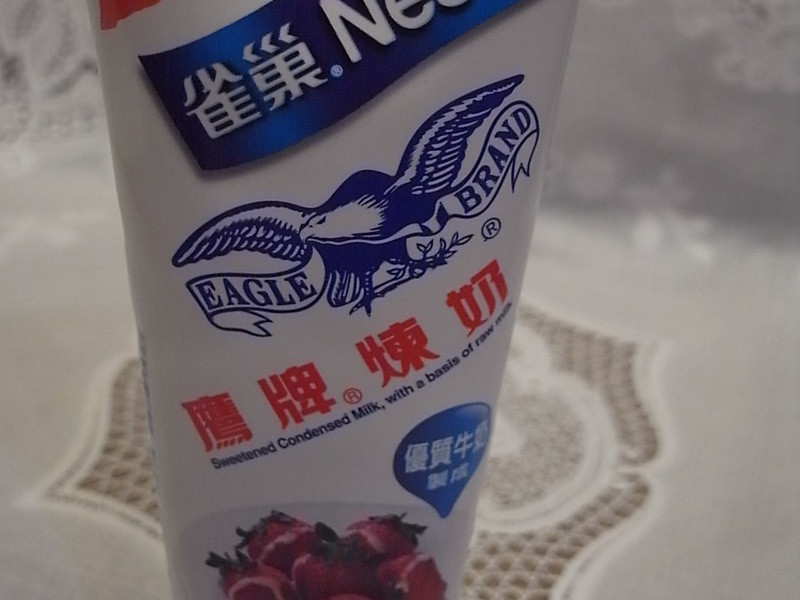 雀巢® Nes
EAGLE BRAND ®
鷹牌® 煉奶
Sweetened Condensed Milk, with a basis of raw milk
優質牛奶
製成